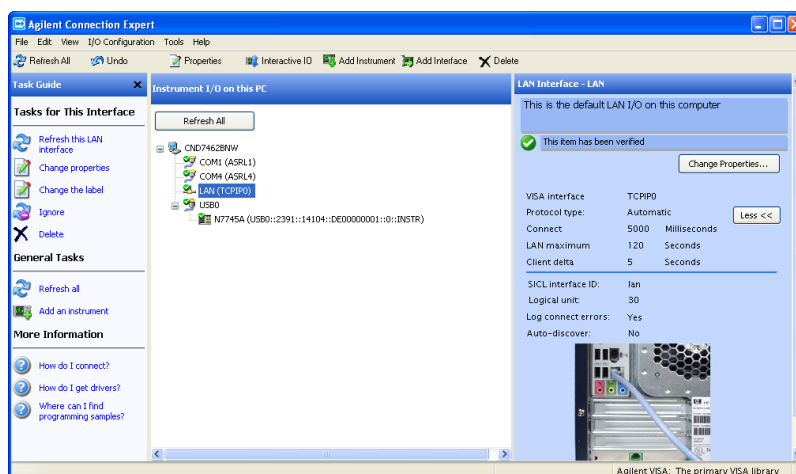 Agilent Connection Expert
File Edit View I/O Configuration Tools Help
Refresh All Undo Properties Interactive IO Add Instrument Add Interface Delete
Task Guide
Tasks for This Interface
Refresh this LAN
interface
Change properties
Change the label
Ignore
Delete
General Tasks
Refresh all
Add an instrument
More Information
How do I connect?
How do I get drivers?
Where can I find
programming samples?
Instrument I/O on this PC
Refresh All
CND7462BNW
COM1 (ASRL1)
COM4 (ASRL4)
LAN (TCPIP0)
USB0
N7745A (USB0::2391::14104::DE00000001::0::INSTR)
LAN Interface - LAN
This is the default LAN I/O on this computer
This item has been verified
Change Properties...
VISA interface TCPIP0
Protocol type: Automatic
Less <<
Connect 5000 Milliseconds
LAN maximum 120 Seconds
Client delta 5 Seconds
SICL interface ID: lan
Logical unit: 30
Log connect errors: Yes
Auto-discover: No
Agilent VISA: The primary VISA library